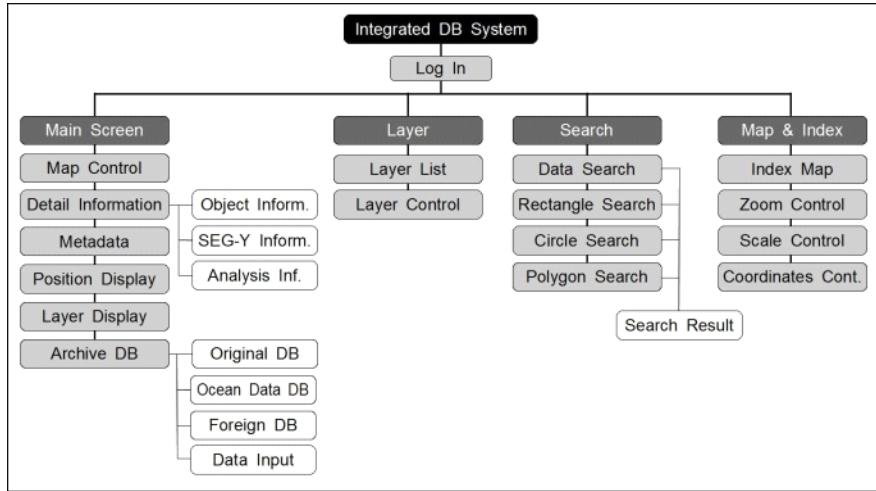 Integrated DB System
Log In
Main Screen
Layer
Search
Map & Index
Map Control
Layer List
Data Search
Index Map
Detail Information
Object Inform.
Layer Control
Rectangle Search
Zoom Control
Metadata
SEG-Y Inform.
Circle Search
Scale Control
Position Display
Analysis Inf.
Polygon Search
Coordinates Cont.
Layer Display
Search Result
Archive DB
Original DB
Ocean Data DB
Foreign DB
Data Input